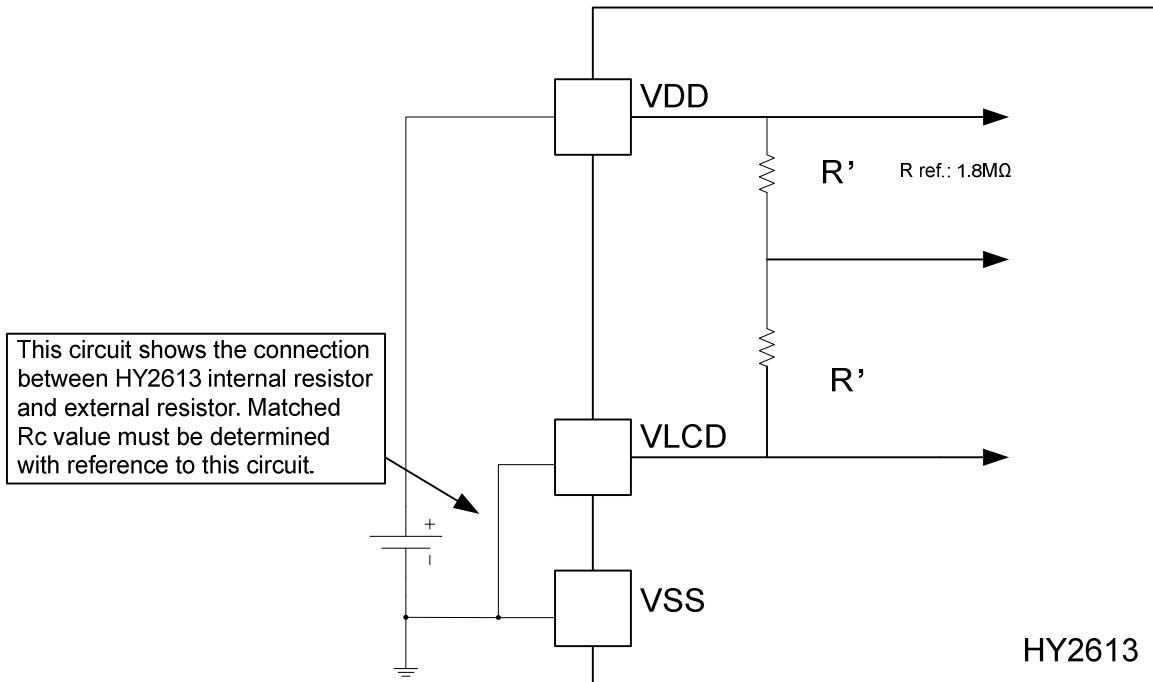 VDD
R’ R ref.: 1.8MΩ
This circuit shows the connection
between HY2613 internal resistor
and external resistor. Matched
Rc value must be determined
with reference to this circuit.
R’
VLCD
+
−
VSS
HY2613